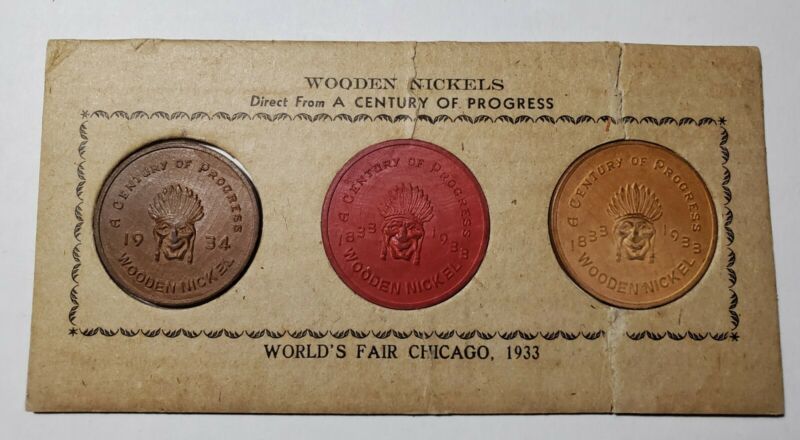 WOODEN NICKELS
Direct From A CENTURY OF PROGRESS
A CENTURY OF PROGRESS
19 34
WOODEN NICKEL
A CENTURY OF PROGRESS
1833 1933
WOODEN NICKEL
A CENTURY OF PROGRESS
1833 1933
WOODEN NICKEL
WORLD'S FAIR CHICAGO, 1933